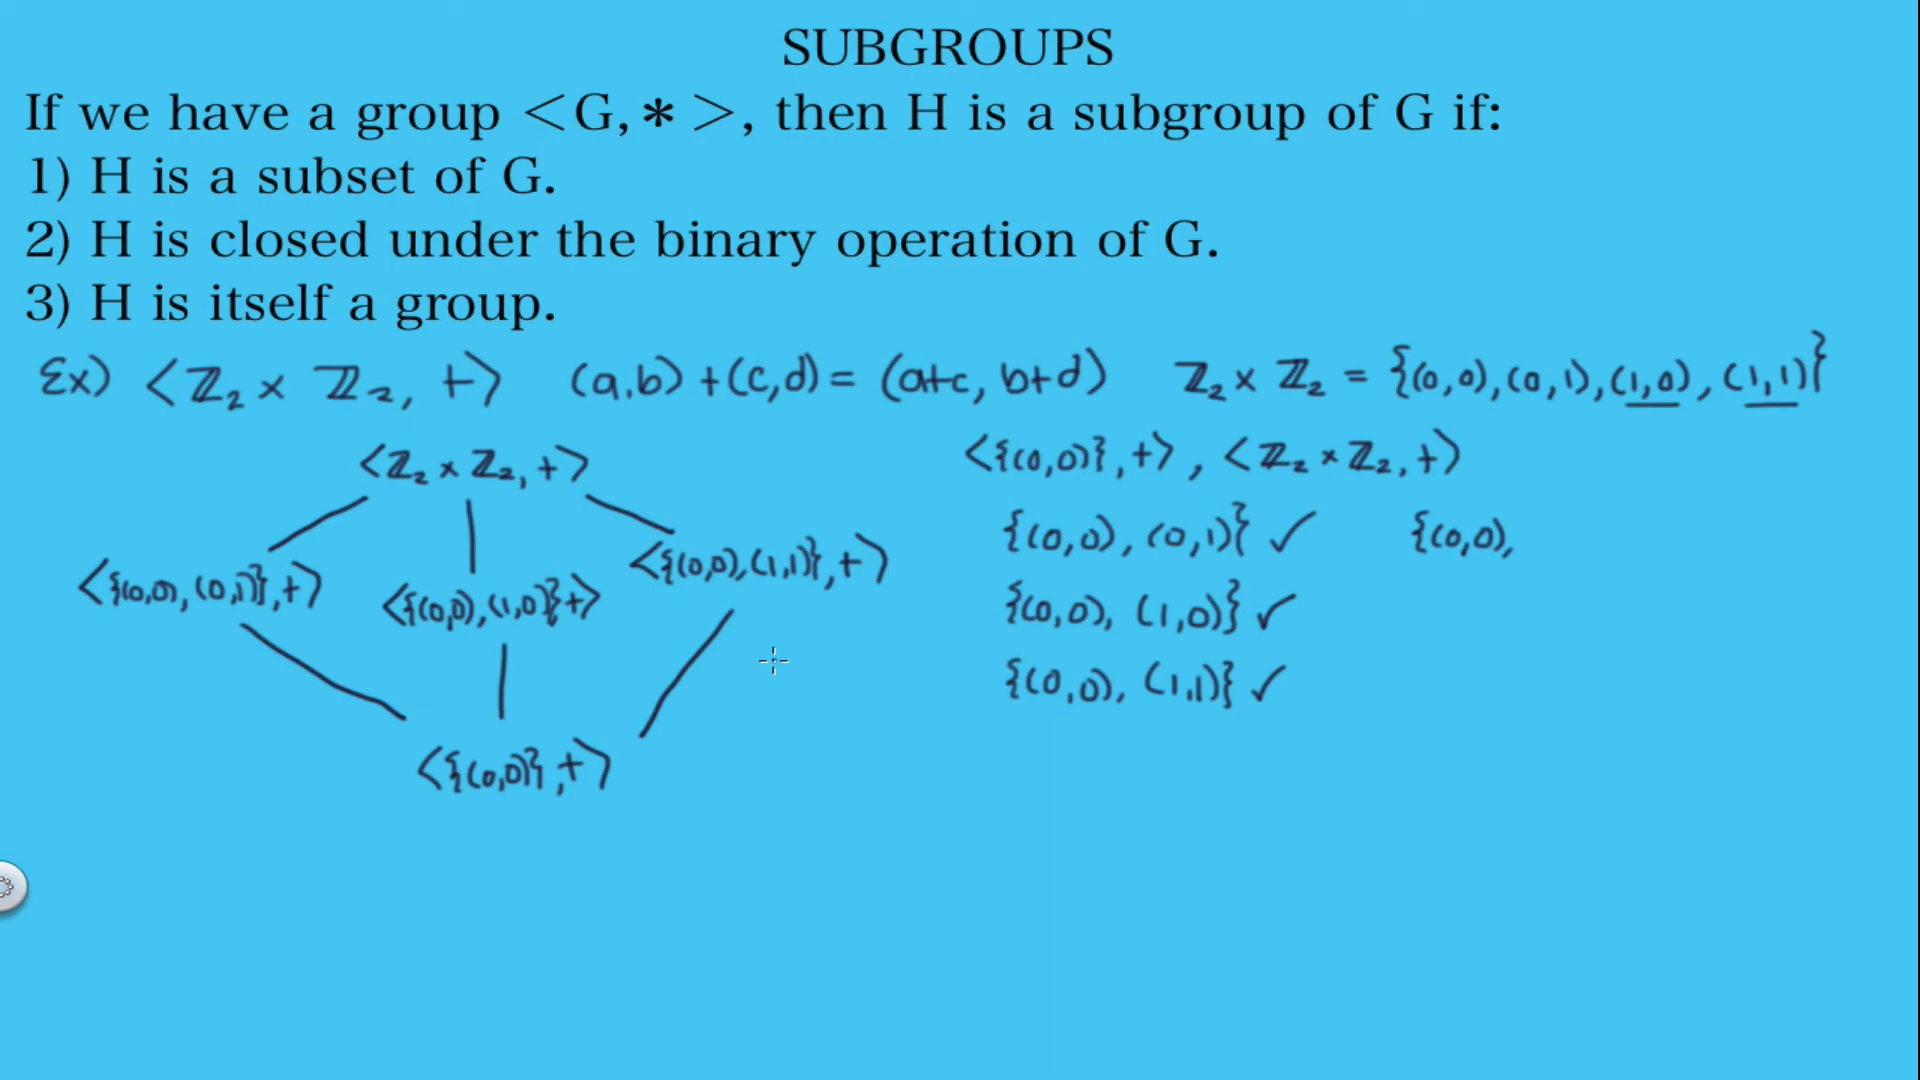 SUBGROUPS
If we have a group <G,*>, then H is a subgroup of G if:
1) H is a subset of G.
2) H is closed under the binary operation of G.
3) H is itself a group.
Ex) <ℤ₂ × ℤ₂, +> (a,b)+(c,d)= (a+c, b+d) ℤ₂ × ℤ₂ = {(0,0),(0,1),(1,0),(1,1)}
<ℤ₂ × ℤ₂, +>
<{(0,0),(0,1)},+> <{(0,0),(1,0)}+> <{(0,0),(1,1)},+>
<{(0,0)},+>
<{(0,0)},+>, <ℤ₂ × ℤ₂,+>
{(0,0), (0,1)} ✓ {(0,0),
{(0,0), (1,0)} ✓
{(0,0), (1,1)} ✓